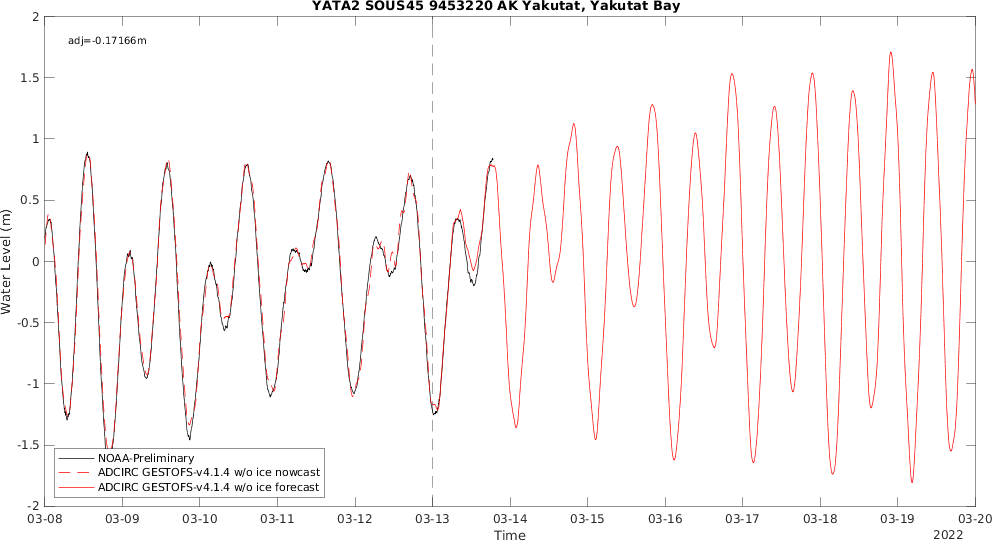 YATA2 SOUS45 9453220 AK Yakutat, Yakutat Bay
adj=-0.17166m
2
1.5
1
0.5
0
-0.5
-1
-1.5
-2
Water Level (m)
NOAA-Preliminary
ADCIRC GESTOFS-v4.1.4 w/o ice nowcast
ADCIRC GESTOFS-v4.1.4 w/o ice forecast
03-08 03-09 03-10 03-11 03-12 03-13 03-14 03-15 03-16 03-17 03-18 03-19 03-20
Time
2022